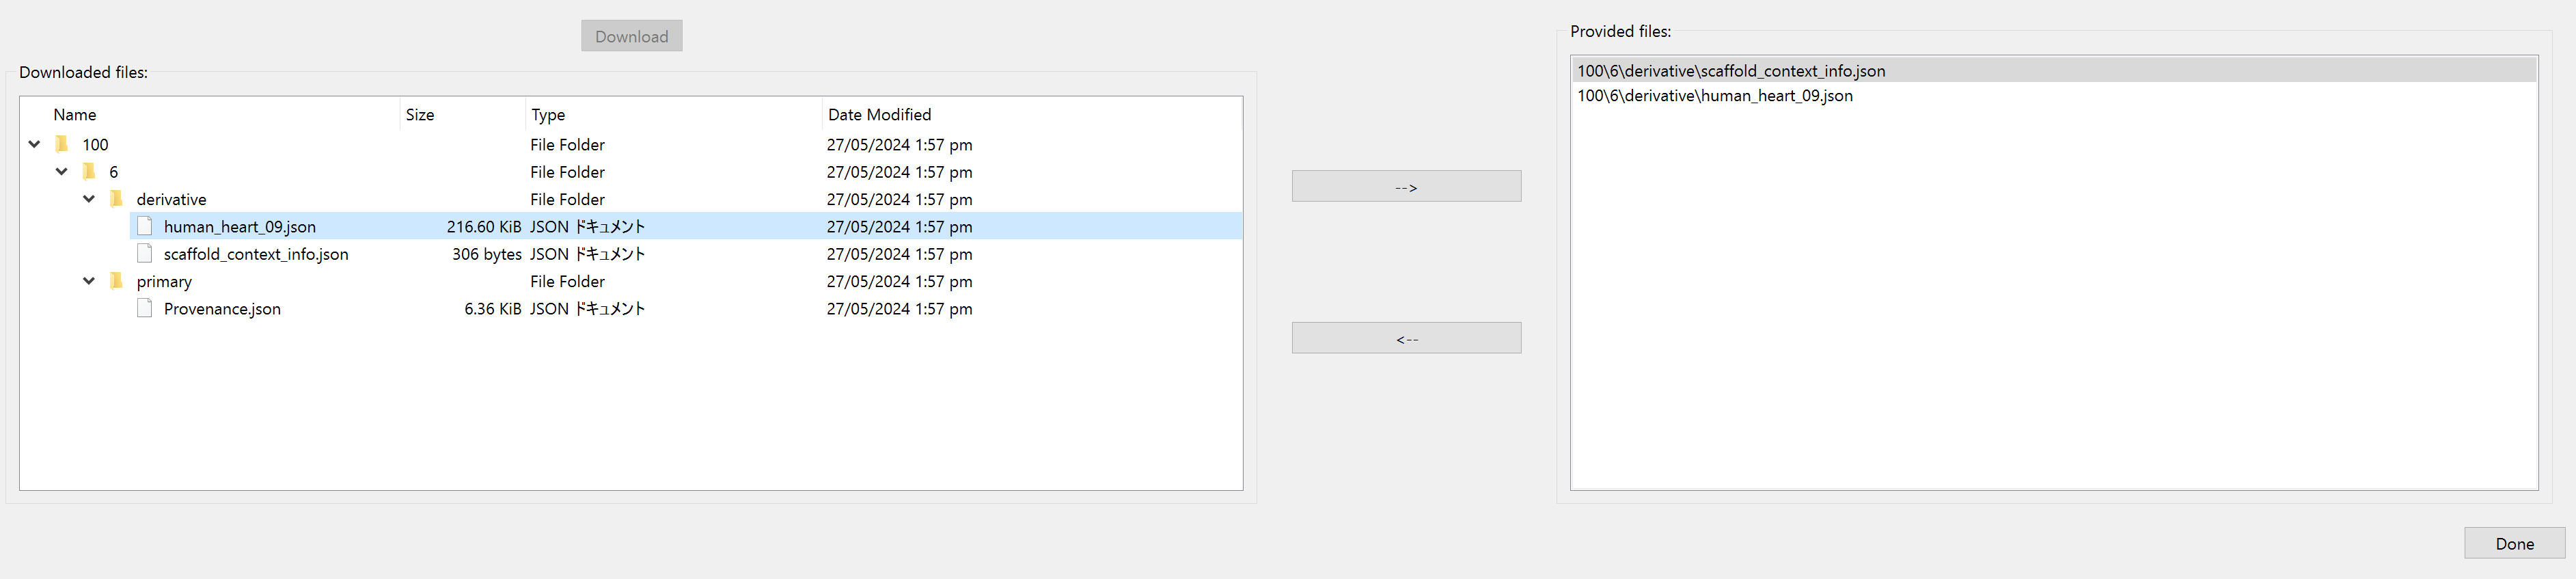 Download
Downloaded files:
Name Size Type Date Modified
100 File Folder 27/05/2024 1:57 pm
6 File Folder 27/05/2024 1:57 pm
derivative File Folder 27/05/2024 1:57 pm
human_heart_09.json 216.60 KiB JSON ドキュメント 27/05/2024 1:57 pm
scaffold_context_info.json 306 bytes JSON ドキュメント 27/05/2024 1:57 pm
primary File Folder 27/05/2024 1:57 pm
Provenance.json 6.36 KiB JSON ドキュメント 27/05/2024 1:57 pm
-->
<--
Provided files:
100\6\derivative\scaffold_context_info.json
100\6\derivative\human_heart_09.json
Done